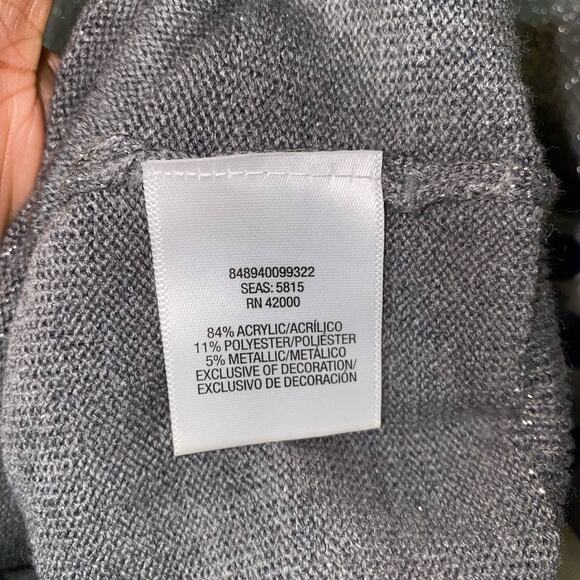 848940099322
SEAS: 5815
RN 42000
84% ACRYLIC/ACRÍLICO
11% POLYESTER/POLIÉSTER
5% METALLIC/METÁLICO
EXCLUSIVE OF DECORATION/
EXCLUSIVO DE DECORACIÓN